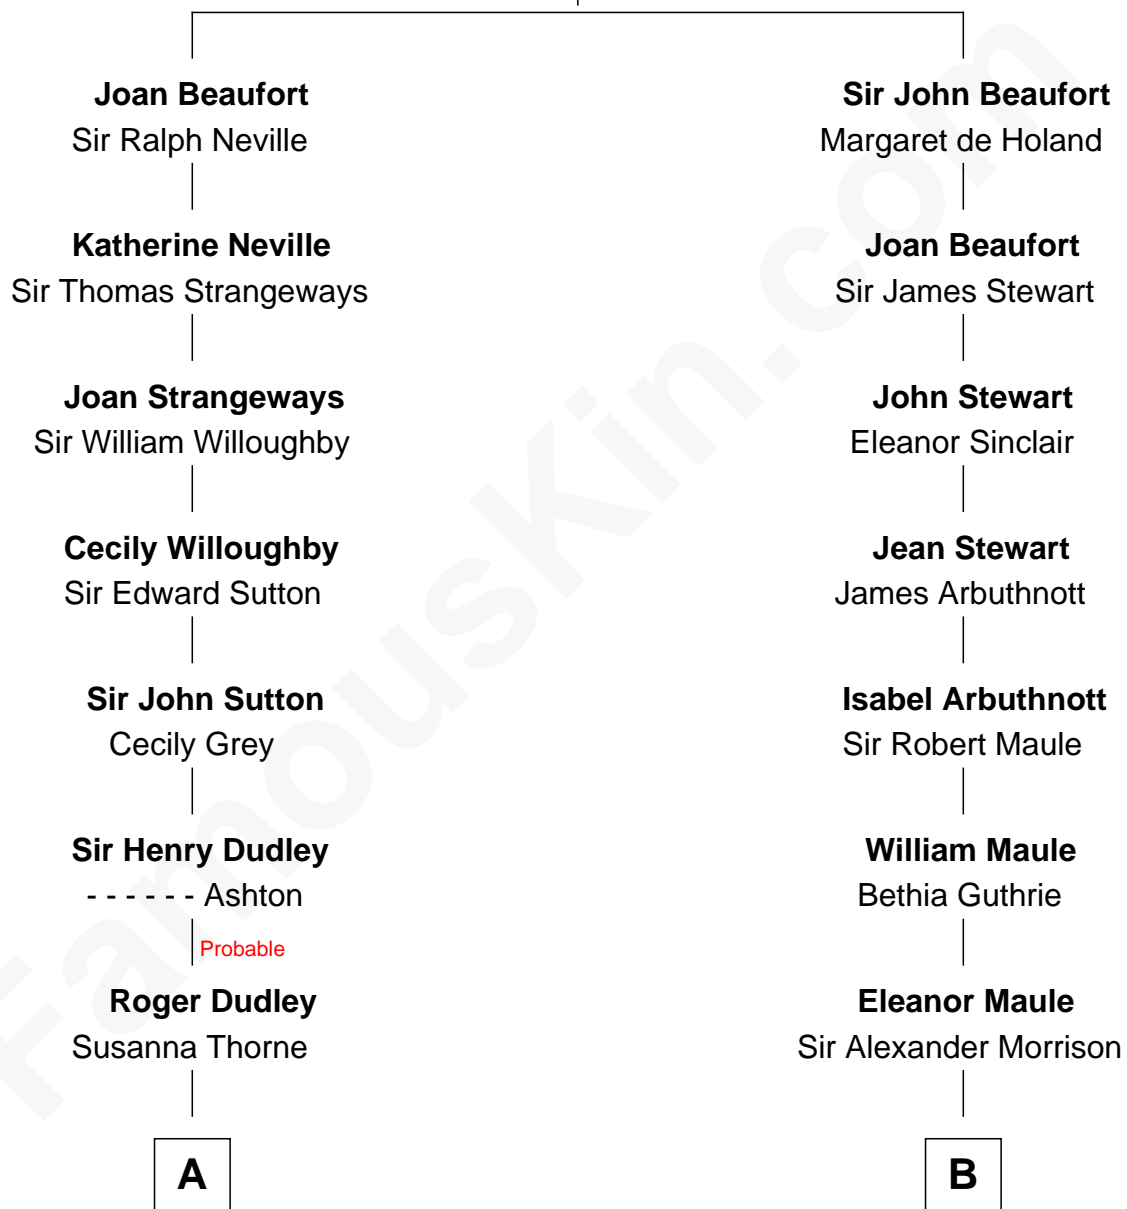 Joan Beaufort
Sir Ralph Neville
Katherine Neville
Sir Thomas Strangeways
Joan Strangeways
Sir William Willoughby
Cecily Willoughby
Sir Edward Sutton
Sir John Sutton
Cecily Grey
Sir Henry Dudley
- - - - - - Ashton
Probable
Roger Dudley
Susanna Thorne
A
Sir John Beaufort
Margaret de Holand
Joan Beaufort
Sir James Stewart
John Stewart
Eleanor Sinclair
Jean Stewart
James Arbuthnott
Isabel Arbuthnott
Sir Robert Maule
William Maule
Bethia Guthrie
Eleanor Maule
Sir Alexander Morrison
B
FamousKin.com